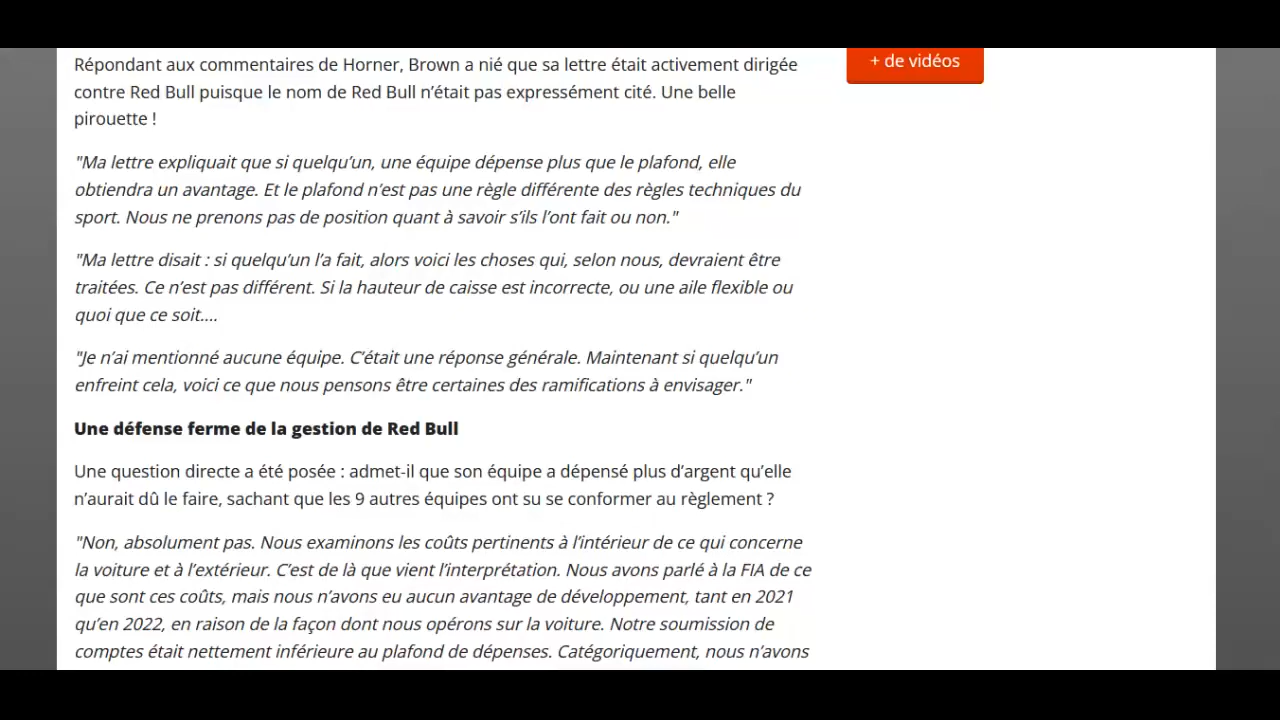 + de vidéos
Répondant aux commentaires de Horner, Brown a nié que sa lettre était activement dirigée
contre Red Bull puisque le nom de Red Bull n’était pas expressément cité. Une belle
pirouette !
"Ma lettre expliquait que si quelqu’un, une équipe dépense plus que le plafond, elle
obtiendra un avantage. Et le plafond n’est pas une règle différente des règles techniques du
sport. Nous ne prenons pas de position quant à savoir s’ils l’ont fait ou non."
"Ma lettre disait : si quelqu’un l’a fait, alors voici les choses qui, selon nous, devraient être
traitées. Ce n’est pas différent. Si la hauteur de caisse est incorrecte, ou une aile flexible ou
quoi que ce soit....
"Je n’ai mentionné aucune équipe. C’était une réponse générale. Maintenant si quelqu’un
enfreint cela, voici ce que nous pensons être certaines des ramifications à envisager."
Une défense ferme de la gestion de Red Bull
Une question directe a été posée : admet-il que son équipe a dépensé plus d’argent qu’elle
n’aurait dû le faire, sachant que les 9 autres équipes ont su se conformer au règlement ?
"Non, absolument pas. Nous examinons les coûts pertinents à l’intérieur de ce qui concerne
la voiture et à l’extérieur. C’est de là que vient l’interprétation. Nous avons parlé à la FIA de ce
que sont ces coûts, mais nous n’avons eu aucun avantage de développement, tant en 2021
qu’en 2022, en raison de la façon dont nous opérons sur la voiture. Notre soumission de
comptes était nettement inférieure au plafond de dépenses. Catégoriquement, nous n’avons